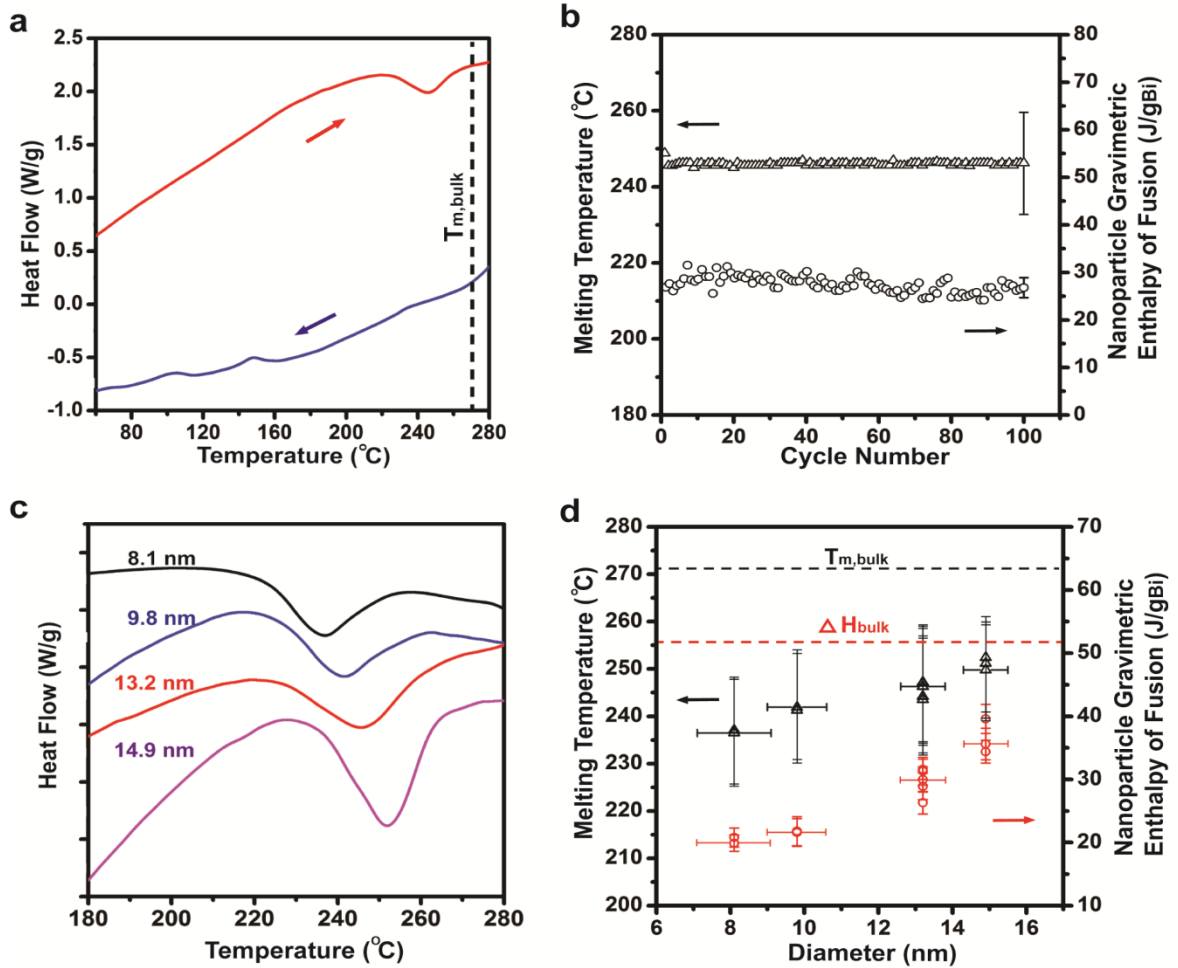 a
2.5
2.0
1.5
1.0
0.5
0.0
-0.5
-1.0
Heat Flow (W/g)
Tm,bulk
80 120 160 200 240 280
Temperature (°C)
b
280
260
240
220
200
180
Melting Temperature (°C)
80
70
60
50
40
30
20
10
0
Nanoparticle Gravimetric
Enthalpy of Fusion (J/gBi)
0 20 40 60 80 100
Cycle Number
c
8.1 nm
9.8 nm
13.2 nm
14.9 nm
Heat Flow (W/g)
180 200 220 240 260 280
Temperature (°C)
d
280
270
260
250
240
230
220
210
200
Melting Temperature (°C)
Tm,bulk
△ Hbulk
70
60
50
40
30
20
10
Nanoparticle Gravimetric
Enthalpy of Fusion (J/gBi)
6 8 10 12 14 16
Diameter (nm)